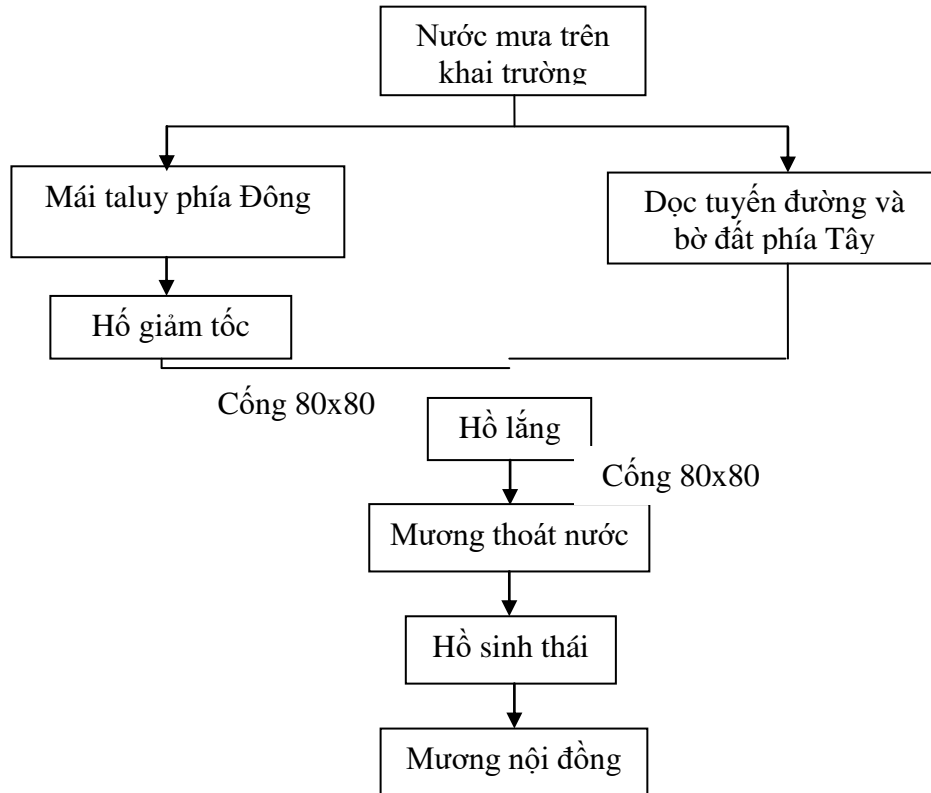 Nước mưa trên
khai trường
Mái taluy phía Đông
Dọc tuyến đường và
bờ đất phía Tây
Hố giảm tốc
Cống 80x80
Hồ lắng
Cống 80x80
Mương thoát nước
Hồ sinh thái
Mương nội đồng